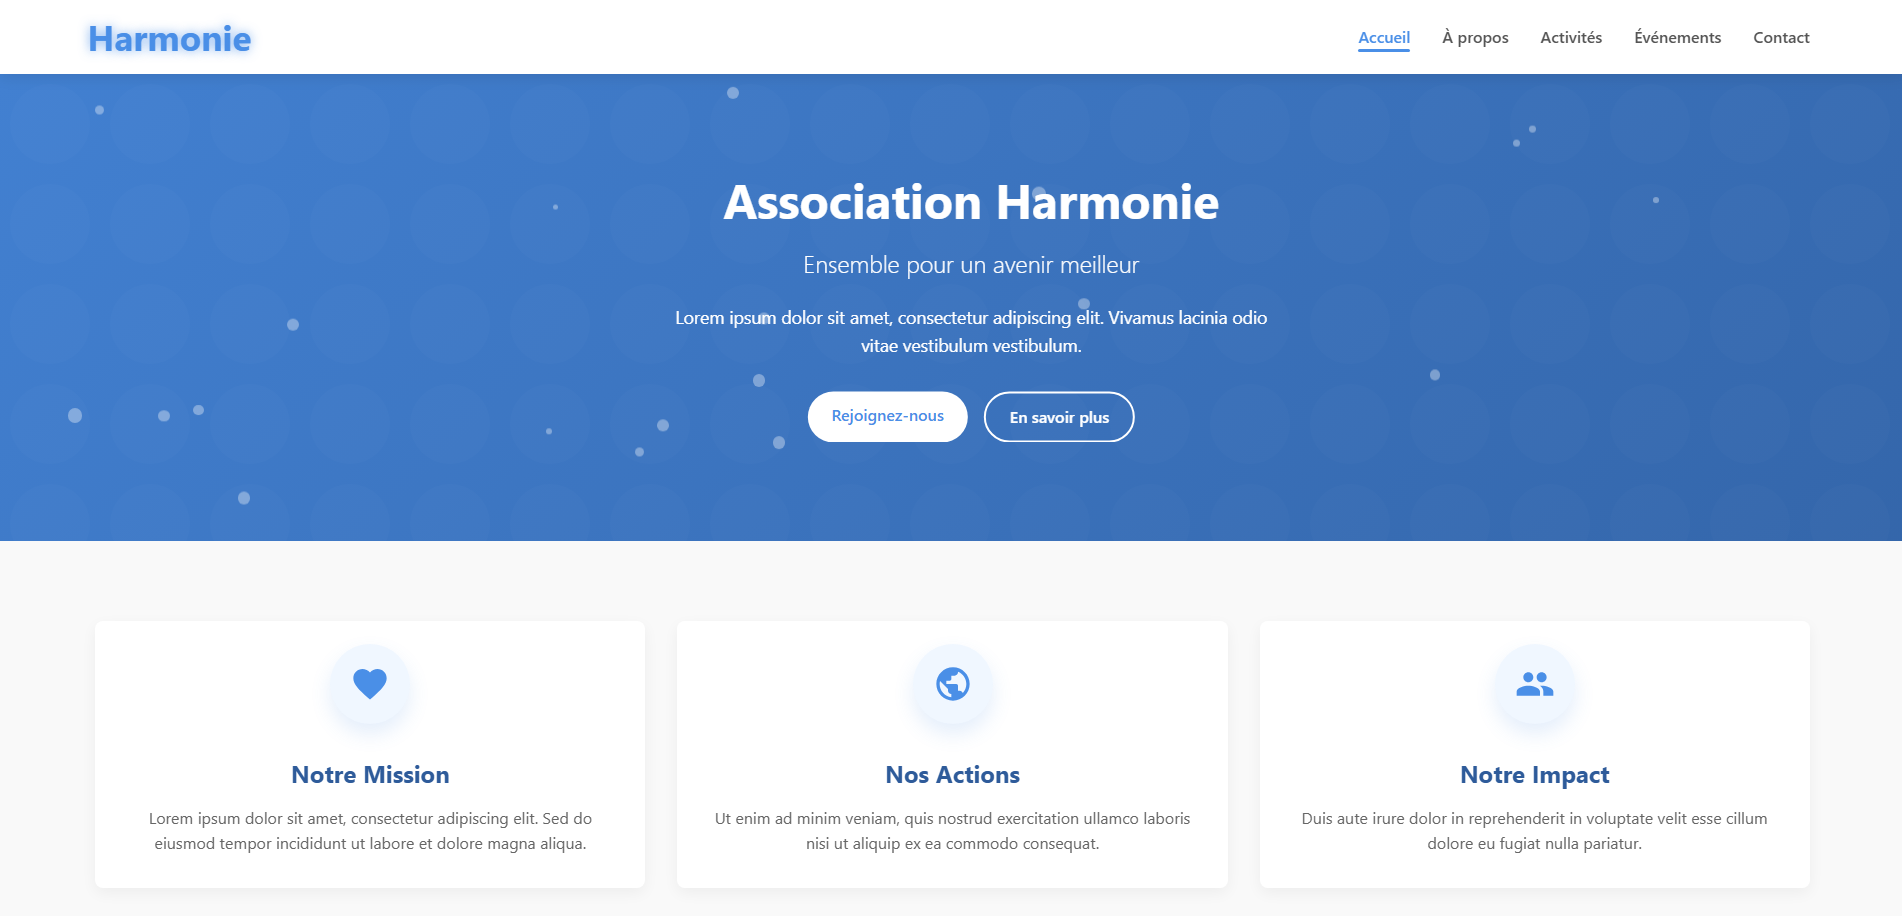 Harmonie
Accueil À propos Activités Événements Contact
Association Harmonie
Ensemble pour un avenir meilleur
Lorem ipsum dolor sit amet, consectetur adipiscing elit. Vivamus lacinia odio
vitae vestibulum vestibulum.
Rejoignez-nous En savoir plus
Notre Mission
Lorem ipsum dolor sit amet, consectetur adipiscing elit. Sed do
eiusmod tempor incididunt ut labore et dolore magna aliqua.
Nos Actions
Ut enim ad minim veniam, quis nostrud exercitation ullamco laboris
nisi ut aliquip ex ea commodo consequat.
Notre Impact
Duis aute irure dolor in reprehenderit in voluptate velit esse cillum
dolore eu fugiat nulla pariatur.